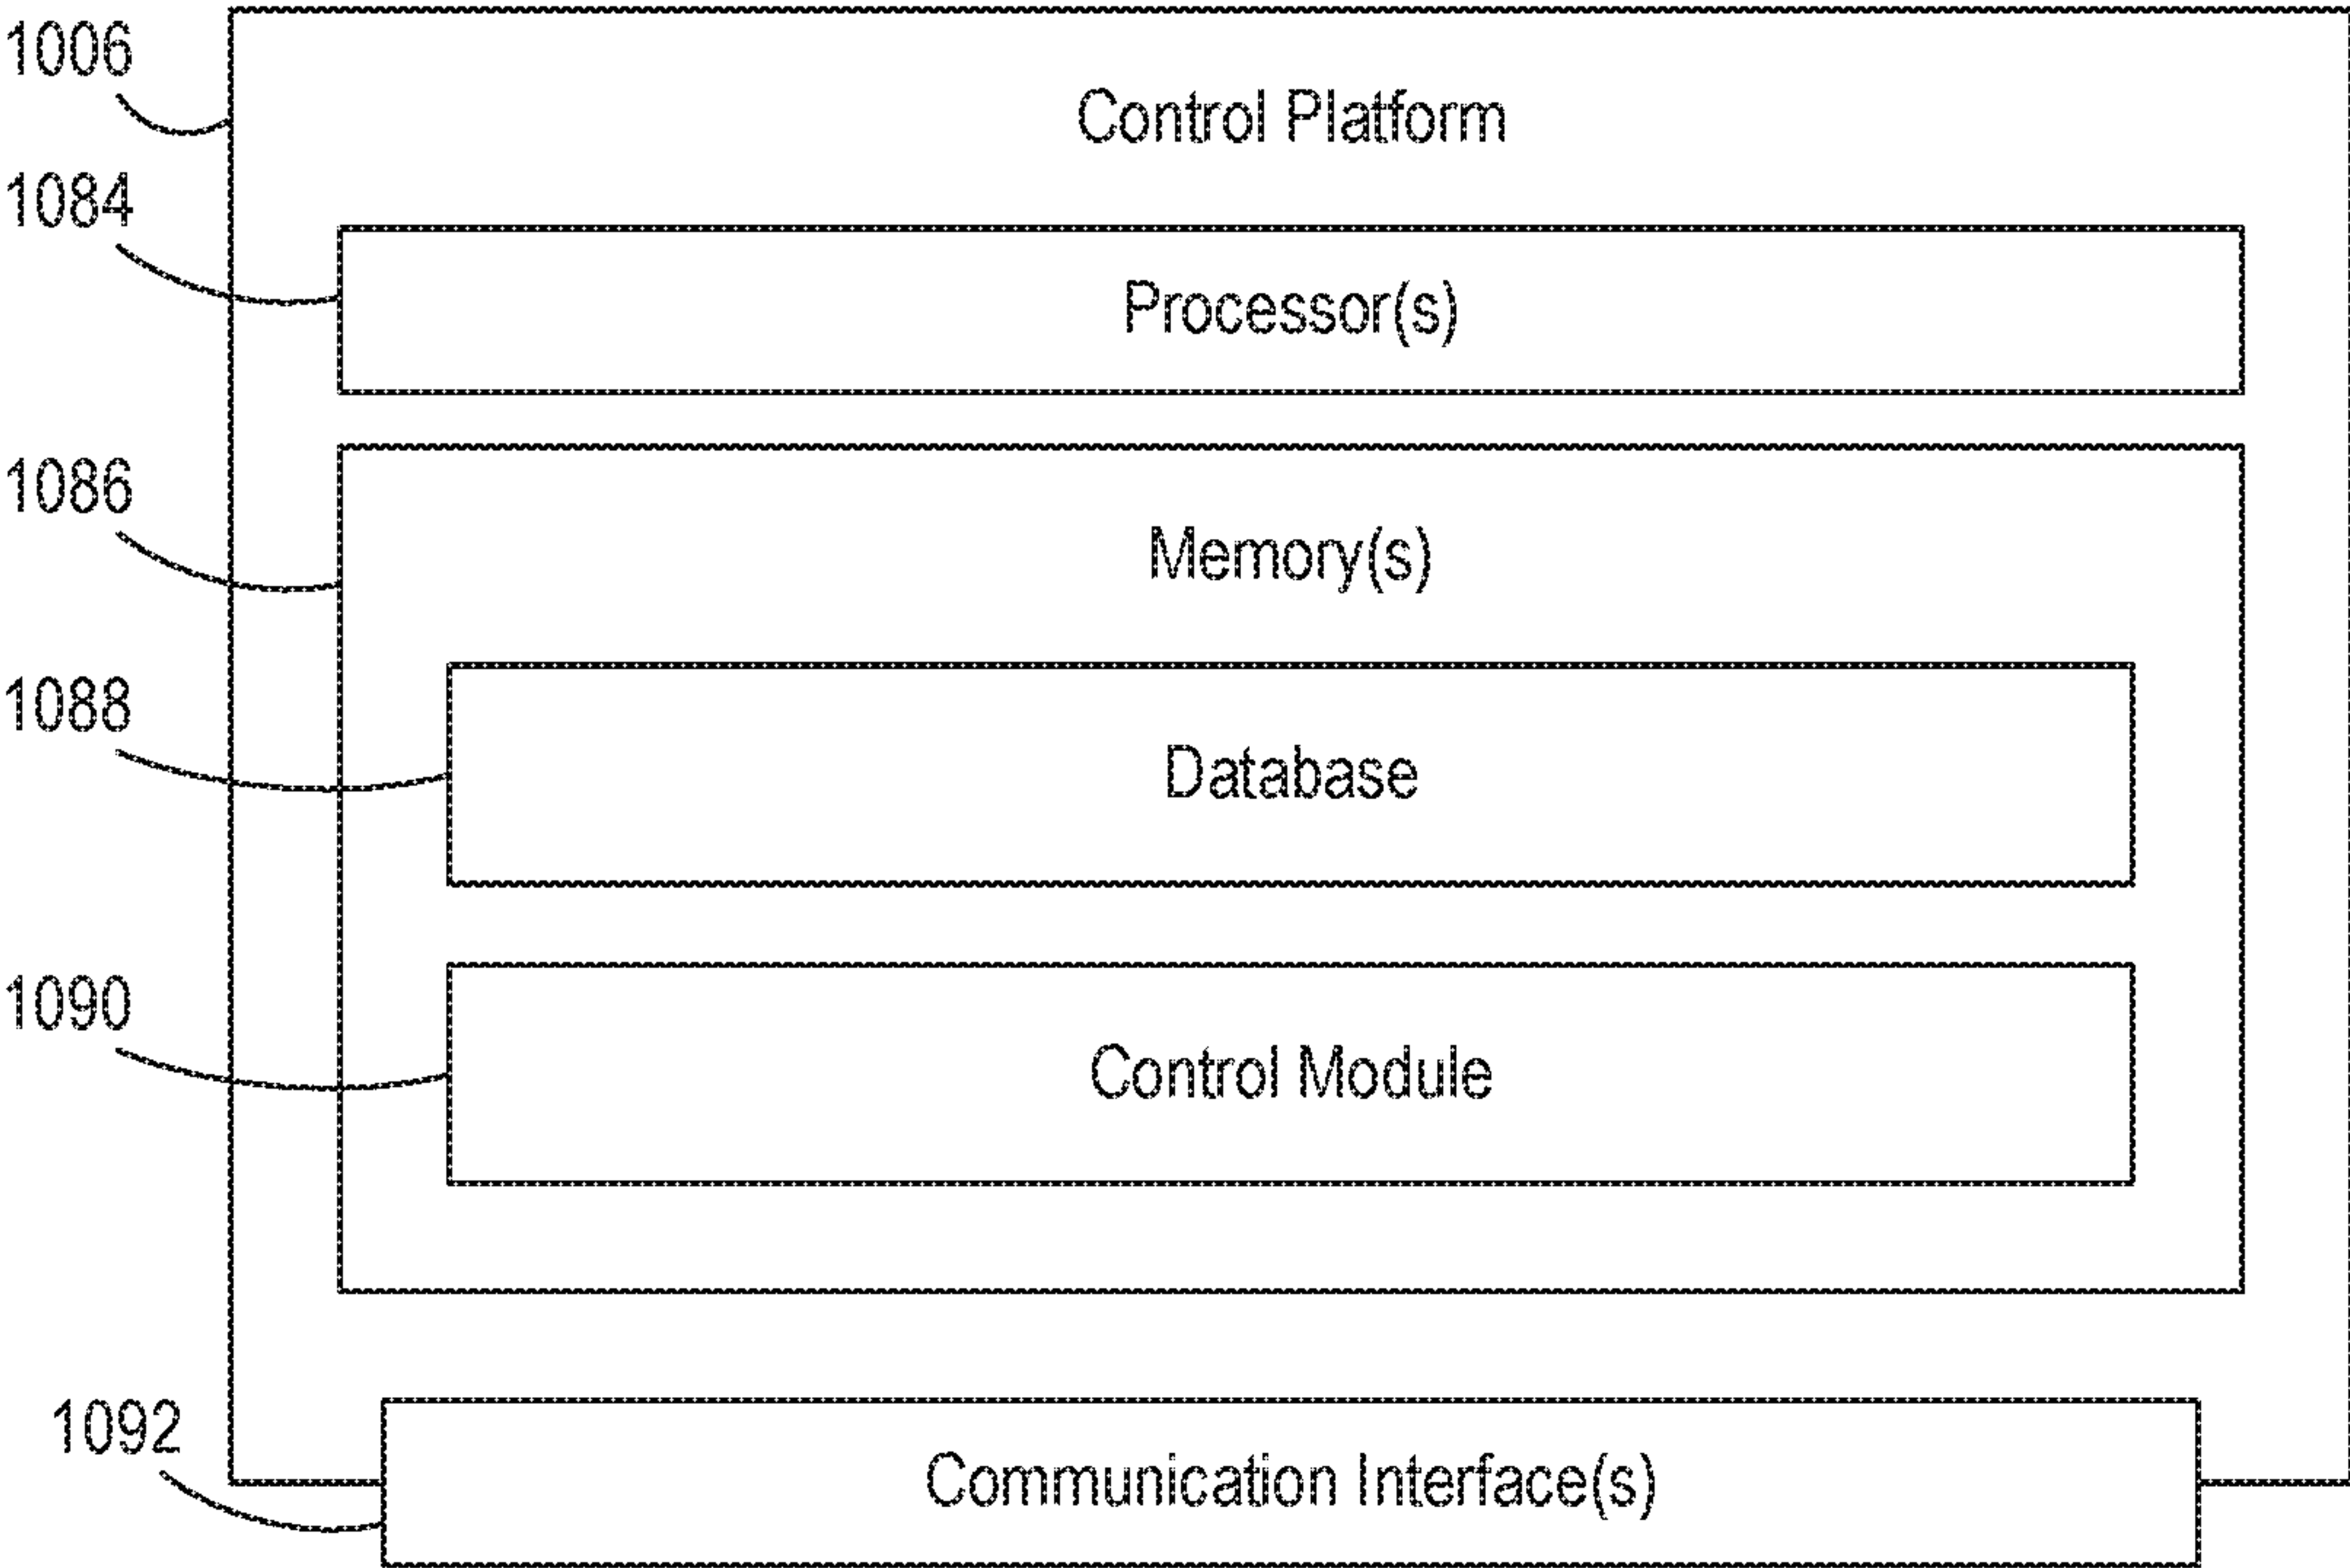 1006
Control Platform
1084
Processor(s)
1086
Memory(s)
1088
Database
1090
Control Module
1092
Communication Interface(s)